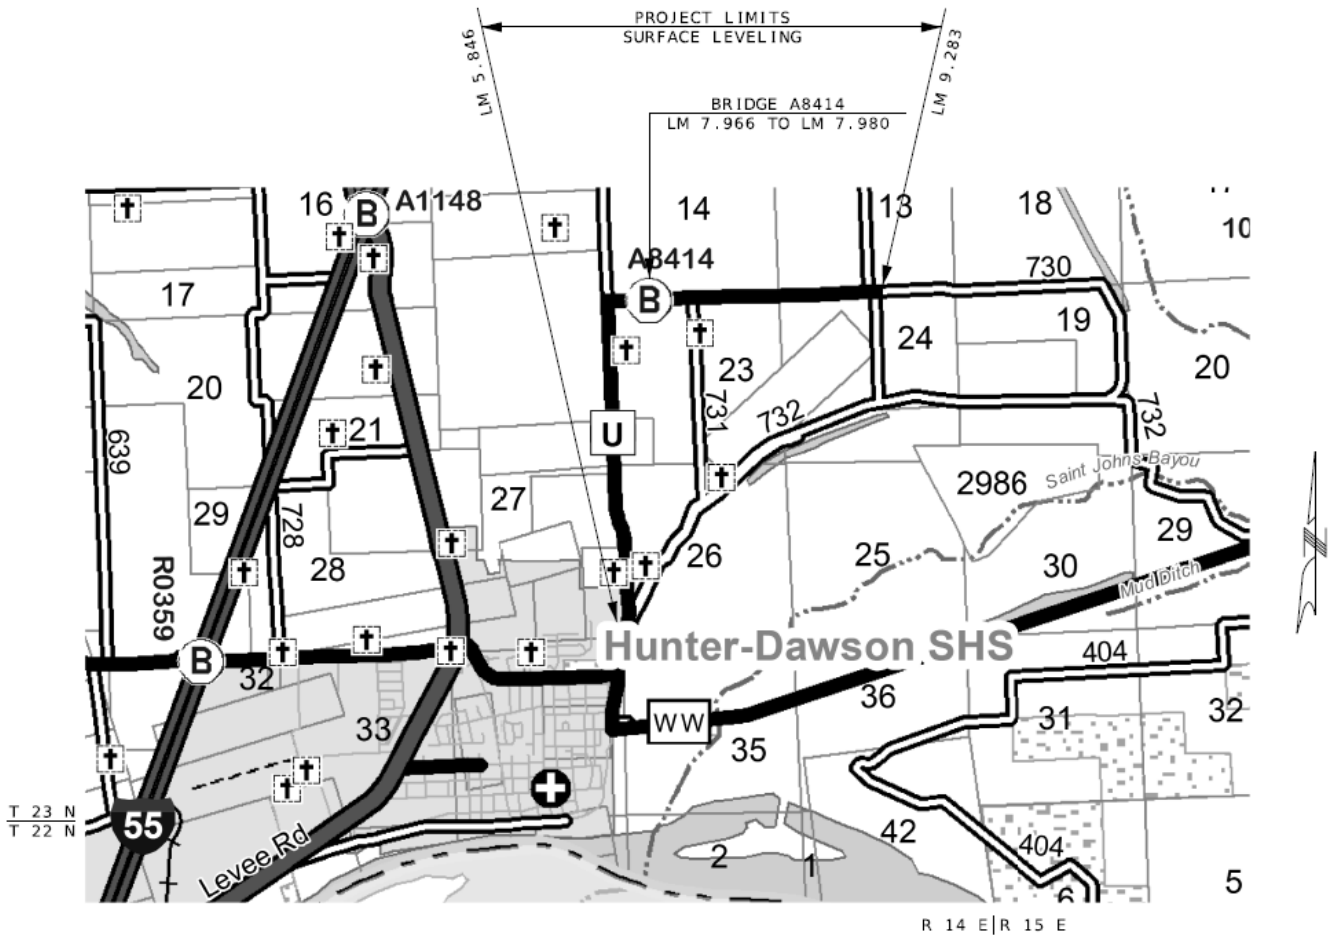 PROJECT LIMITS
SURFACE LEVELING
LM 5.846
LM 9.283
BRIDGE A8414
LM 7.966 TO LM 7.980
16
B
A1148
14
13
18
10
A8414
730
17
B
19
24
20
23
20
731
732
732
21
U
639
Saint Johns Bayou
27
2986
29
728
29
26
25
28
30
R0359
Mud Ditch
Hunter-Dawson SHS
404
B
32
36
31
32
33
WW
35
T 23 N
T 22 N
55
42
Levee Rd
404
2
1
5
6
R 14 E R 15 E